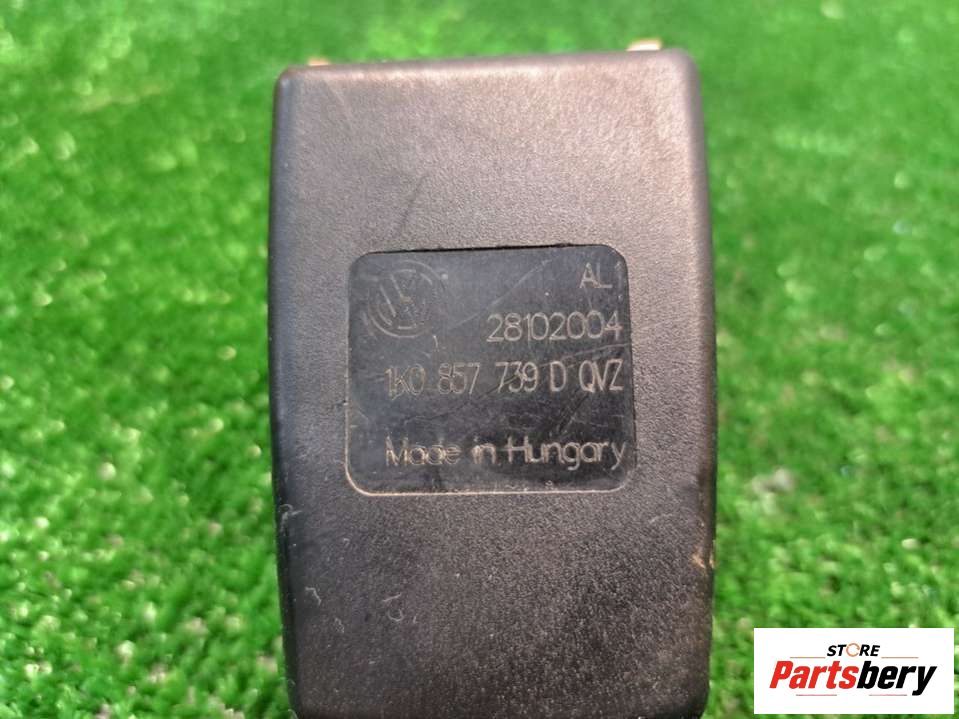 AL
28102004
1K0 857 739 D QVZ
Made in Hungary
STORE
Partsbery